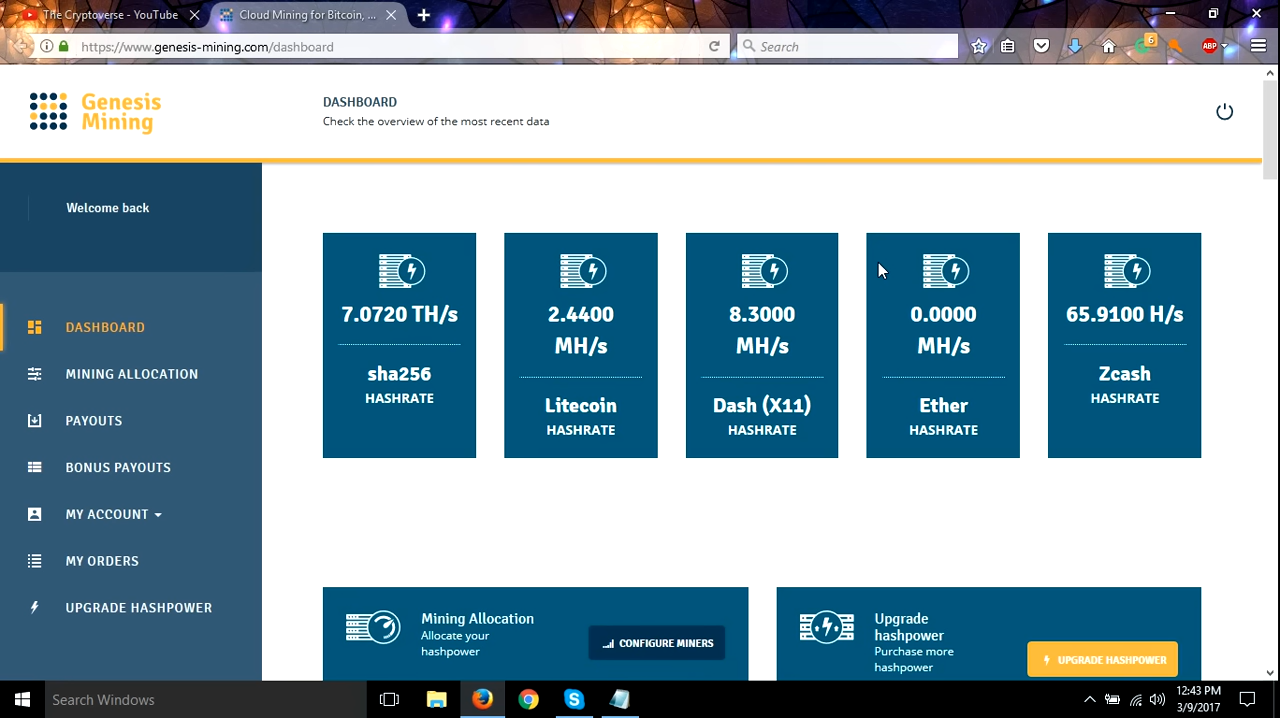 The Cryptoverse - YouTube
Cloud Mining for Bitcoin, ...
https://www.genesis-mining.com/dashboard
Search
6
ABP
Genesis
Mining
DASHBOARD
Check the overview of the most recent data
Welcome back
DASHBOARD
MINING ALLOCATION
PAYOUTS
BONUS PAYOUTS
MY ACCOUNT
MY ORDERS
UPGRADE HASHPOWER
7.0720 TH/s
sha256
HASHRATE
2.4400
MH/s
Litecoin
HASHRATE
8.3000
MH/s
Dash (X11)
HASHRATE
0.0000
MH/s
Ether
HASHRATE
65.9100 H/s
Zcash
HASHRATE
Mining Allocation
Allocate your
hashpower
CONFIGURE MINERS
Upgrade
hashpower
Purchase more
hashpower
UPGRADE HASHPOWER
Search Windows
12:43 PM
3/9/2017